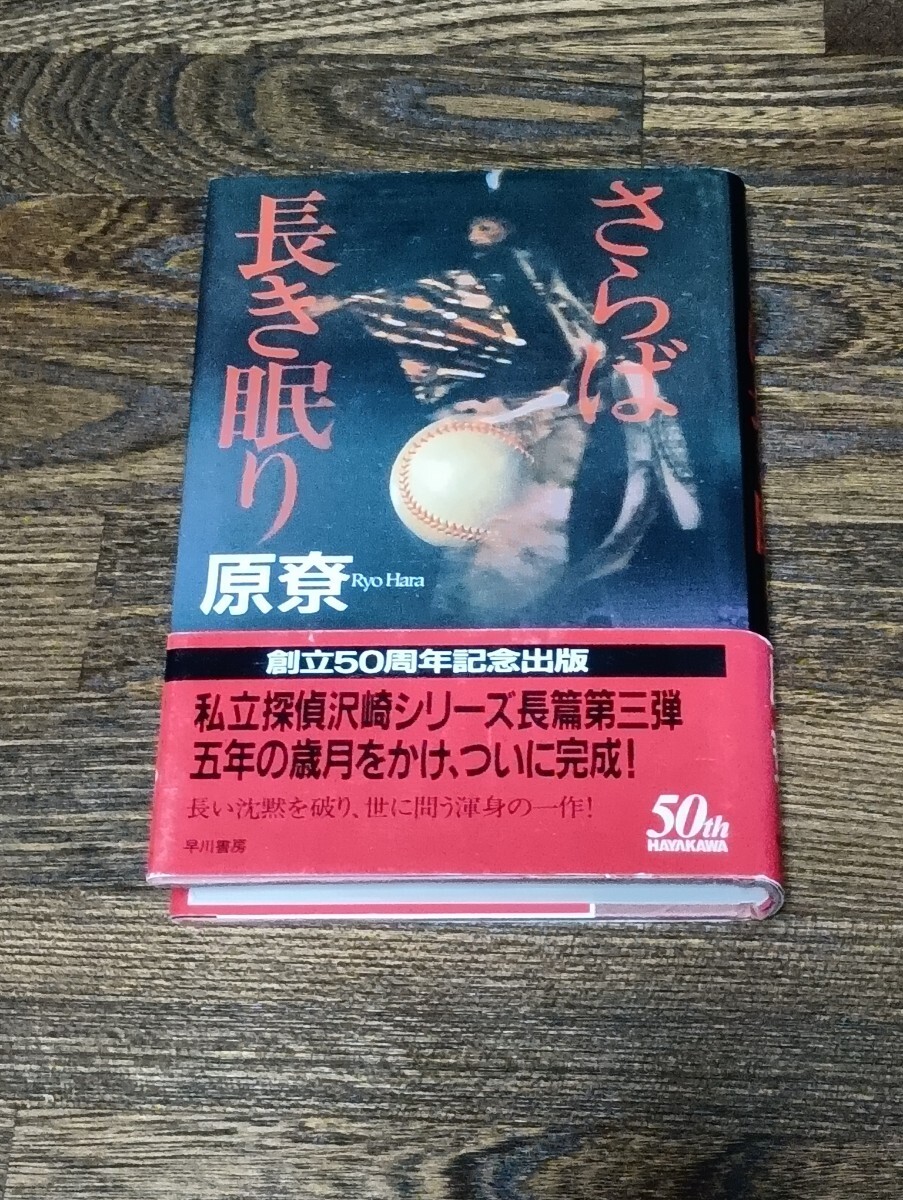 さらば
長き眠り
原尞
Ryo Hara
創立50周年記念出版
私立探偵沢崎シリーズ長篇第三弾
五年の歳月をかけ、ついに完成！
長い沈黙を破り、世に問う渾身の一作！
早川書房
50th
HAYAKAWA